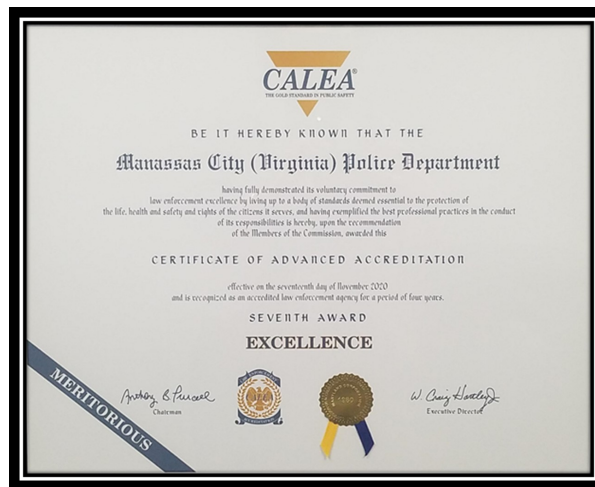 CALEA®
THE GOLD STANDARD IN PUBLIC SAFETY
BE IT HEREBY KNOWN THAT THE
Manassas City (Virginia) Police Department
having fully demonstrated its voluntary commitment to
law enforcement excellence by living up to a body of standards deemed essential to the protection of
the life, health and safety and rights of the citizens it serves, and having exemplified the best professional practices in the conduct
of its responsibilities is hereby, upon the recommendation
of the Members of the Commission, awarded this
CERTIFICATE OF ADVANCED ACCREDITATION
effective on the seventeenth day of November 2020
and is recognized as an accredited law enforcement agency for a period of four years.
SEVENTH AWARD
EXCELLENCE
MERITORIOUS
Chairman
W. Craig Hartley Jr
Executive Director